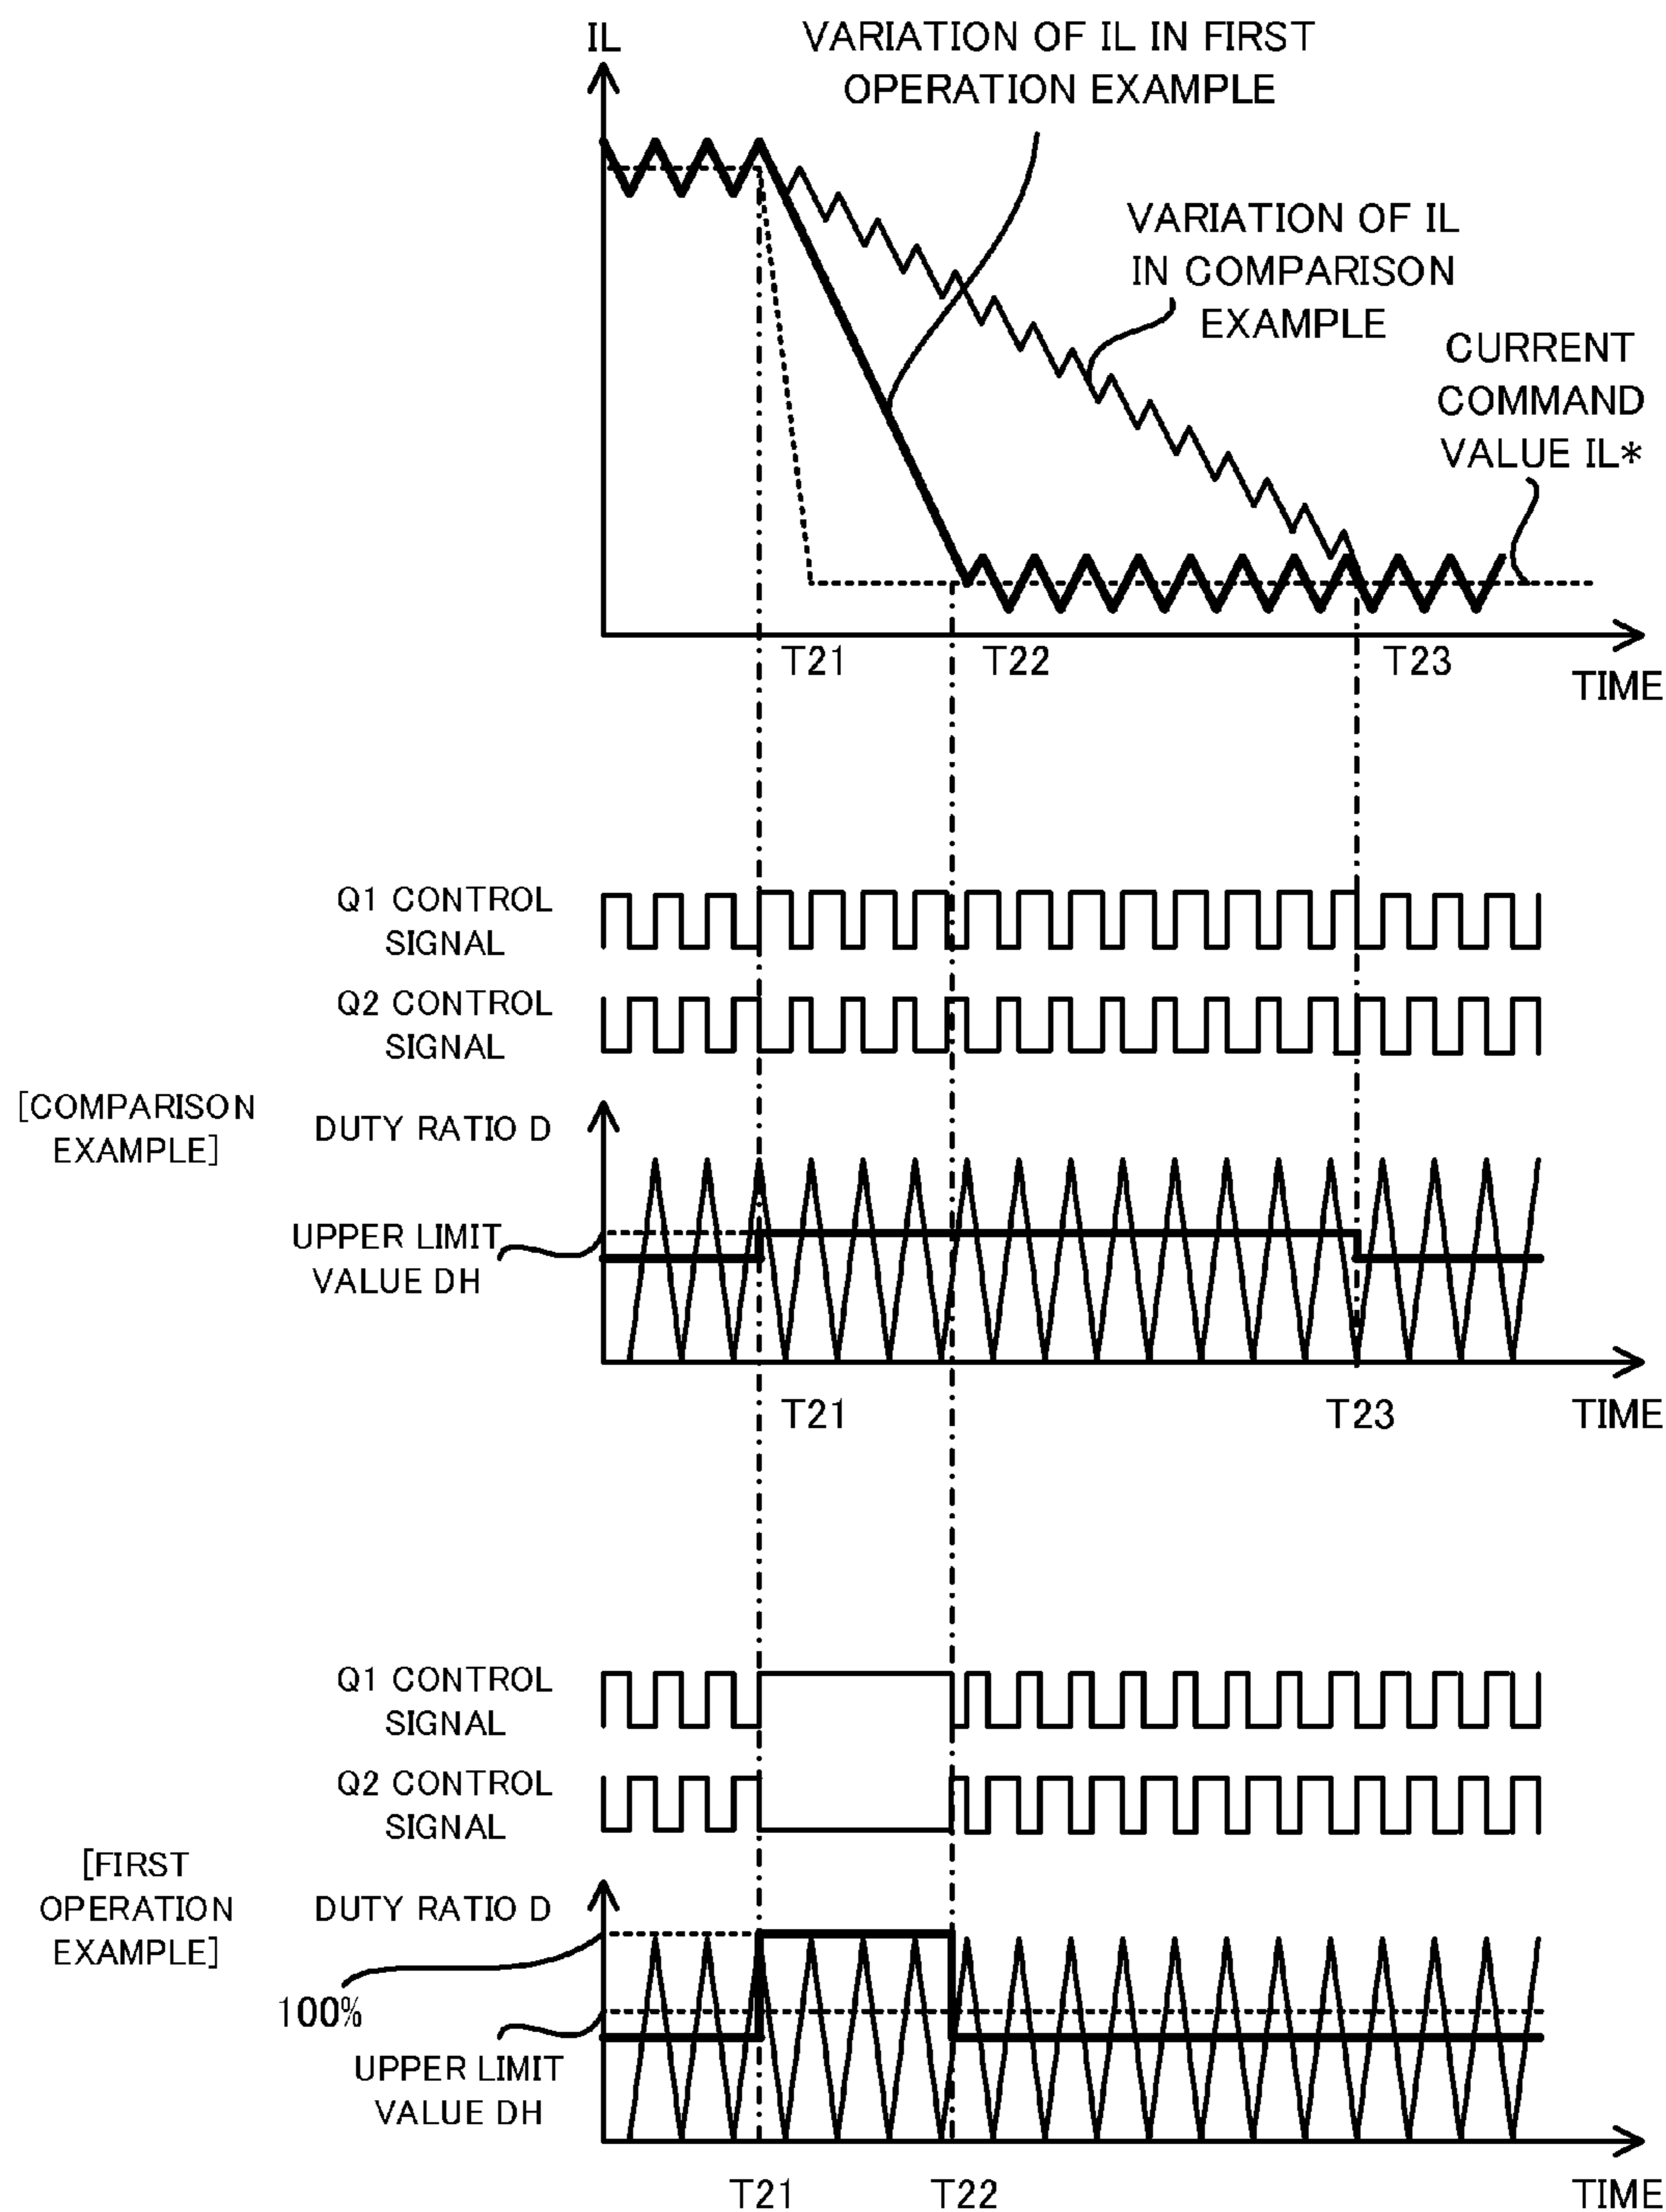 IL
VARIATION OF IL IN FIRST
OPERATION EXAMPLE
VARIATION OF IL
IN COMPARISON
EXAMPLE
CURRENT
COMMAND
VALUE IL*
T21
T22
T23
TIME
Q1 CONTROL
SIGNAL
Q2 CONTROL
SIGNAL
[COMPARISON
EXAMPLE]
DUTY RATIO D
UPPER LIMIT
VALUE DH
T21
T23
TIME
Q1 CONTROL
SIGNAL
Q2 CONTROL
SIGNAL
[FIRST
OPERATION
EXAMPLE]
DUTY RATIO D
100%
UPPER LIMIT
VALUE DH
T21
T22
TIME